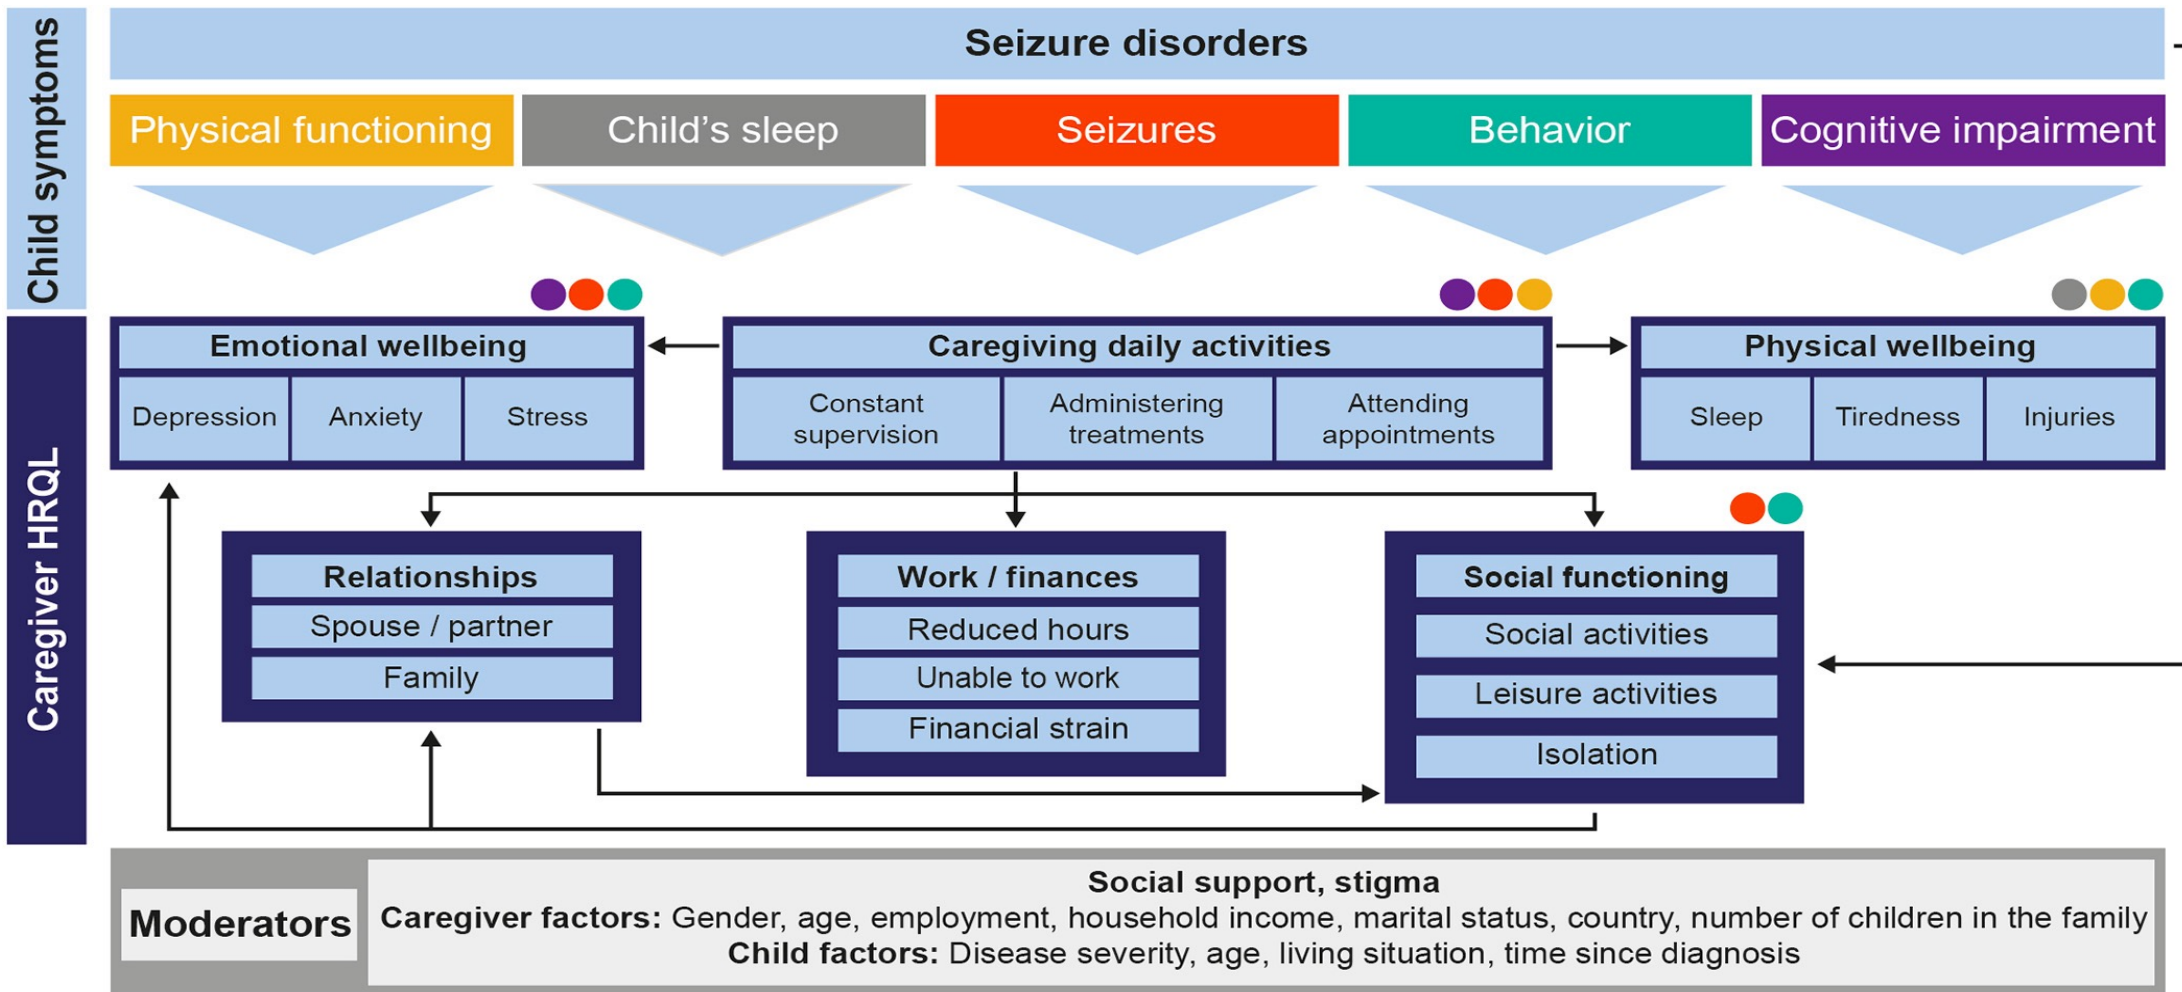 Child symptoms
Seizure disorders
Physical functioning
Child’s sleep
Seizures
Behavior
Cognitive impairment
Caregiver HRQL
Emotional wellbeing
Depression
Anxiety
Stress
Caregiving daily activities
Constant
supervision
Administering
treatments
Attending
appointments
Physical wellbeing
Sleep
Tiredness
Injuries
Relationships
Spouse / partner
Family
Work / finances
Reduced hours
Unable to work
Financial strain
Social functioning
Social activities
Leisure activities
Isolation
Moderators
Social support, stigma
Caregiver factors: Gender, age, employment, household income, marital status, country, number of children in the family
Child factors: Disease severity, age, living situation, time since diagnosis